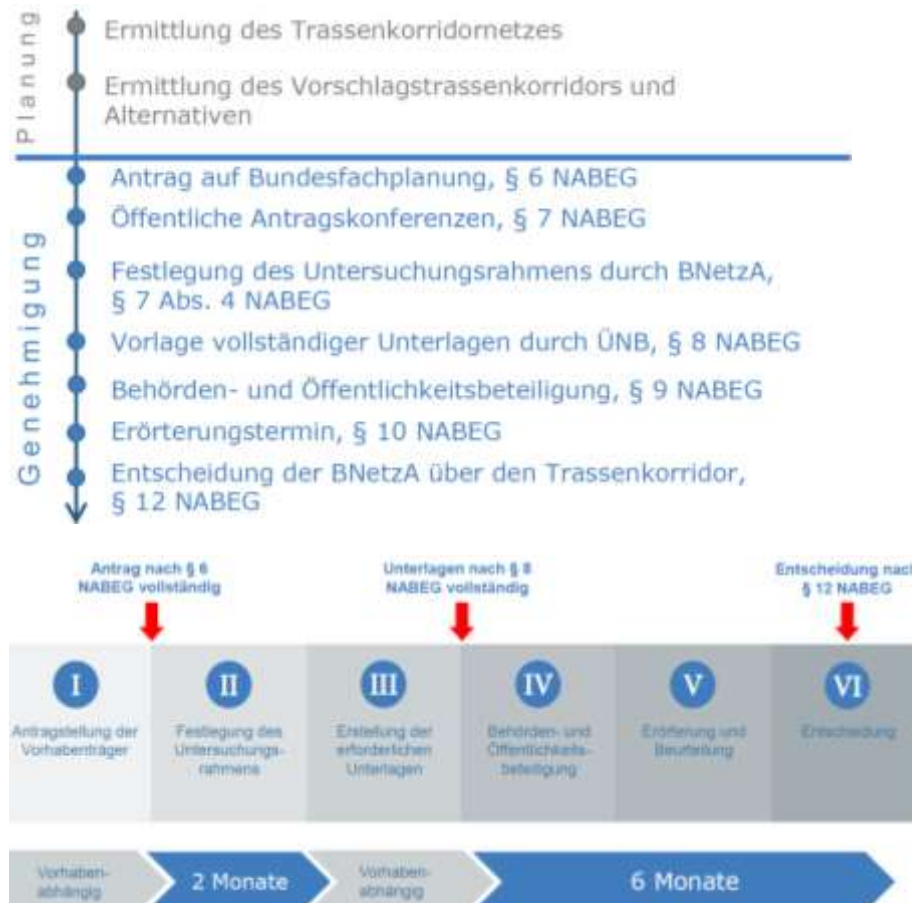 Planung
Ermittlung des Trassenkorridornetzes
Ermittlung des Vorschlagstrassenkorridors und
Alternativen
Genehmigung
Antrag auf Bundesfachplanung, § 6 NABEG
Öffentliche Antragskonferenzen, § 7 NABEG
Festlegung des Untersuchungsrahmens durch BNetzA,
§ 7 Abs. 4 NABEG
Vorlage vollständiger Unterlagen durch ÜNB, § 8 NABEG
Behörden- und Öffentlichkeitsbeteiligung, § 9 NABEG
Erörterungstermin, § 10 NABEG
Entscheidung der BNetzA über den Trassenkorridor,
§ 12 NABEG
Antrag nach § 6
NABEG vollständig
Unterlagen nach § 8
NABEG vollständig
Entscheidung nach
§ 12 NABEG
I
Antragstellung der
Vorhabenträger
II
Festlegung des
Untersuchungs-
rahmens
III
Erstellung der
erforderlichen
Unterlagen
IV
Behörden- und
Öffentlichkeits-
beteiligung
V
Erörterung und
Beurteilung
VI
Entscheidung
Vorhaben-
abhängig
2 Monate
Vorhaben-
abhängig
6 Monate